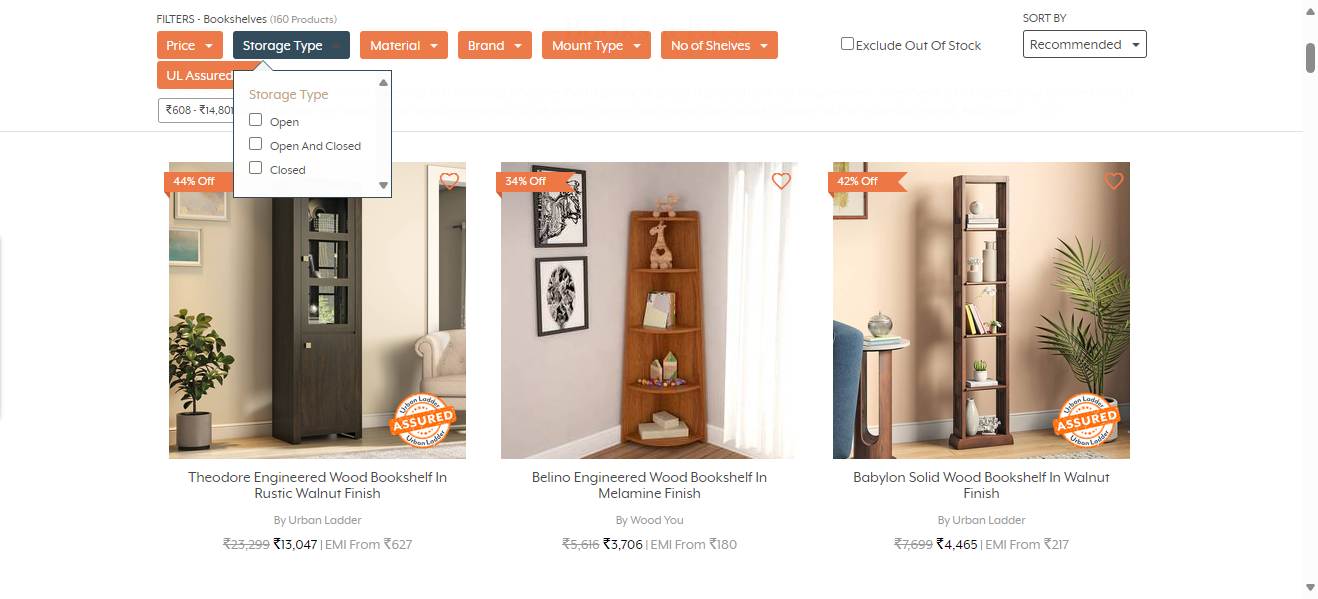 FILTERS - Bookshelves (160 Products)
SORT BY
Price
Storage Type
Material
Brand
Mount Type
No of Shelves
Exclude Out Of Stock
Recommended
UL Assured
₹608 - ₹14,801
Storage Type
Open
Open And Closed
Closed
44% Off
34% Off
42% Off
Urban Ladder
ASSURED
Urban Ladder
Urban Ladder
ASSURED
Urban Ladder
Theodore Engineered Wood Bookshelf In
Rustic Walnut Finish
By Urban Ladder
₹23,299 ₹13,047 | EMI From ₹627
Belino Engineered Wood Bookshelf In
Melamine Finish
By Wood You
₹5,616 ₹3,706 | EMI From ₹180
Babylon Solid Wood Bookshelf In Walnut
Finish
By Urban Ladder
₹7,699 ₹4,465 | EMI From ₹217